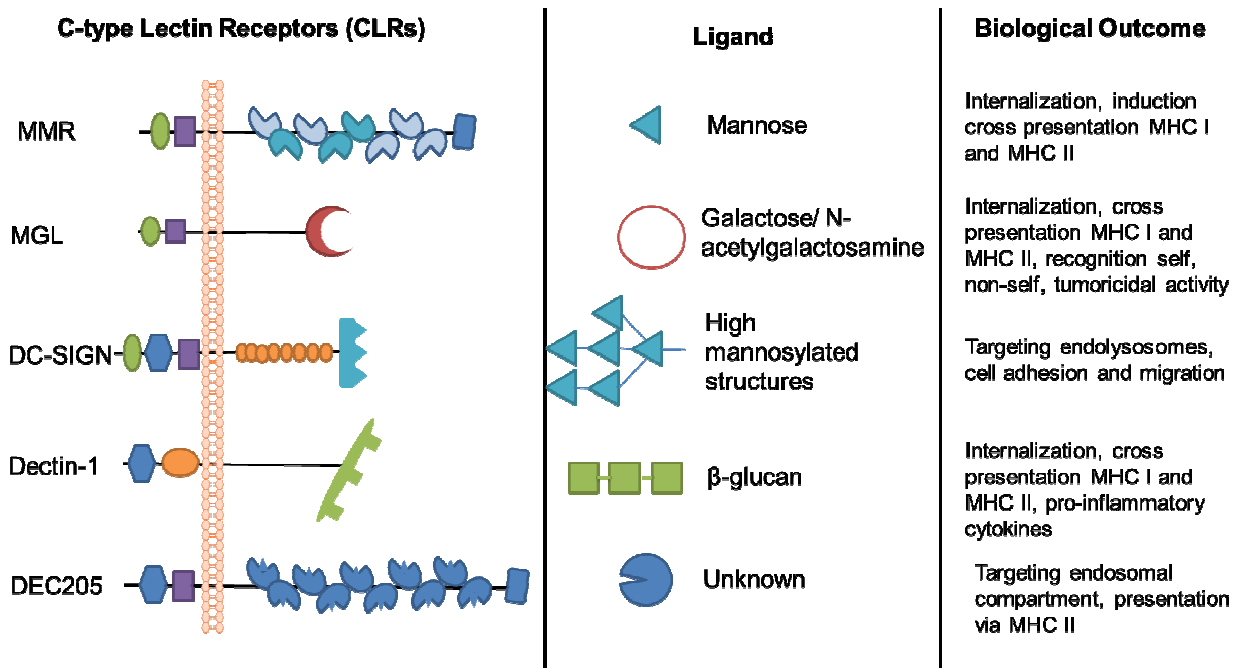 C-type Lectin Receptors (CLRs)
Ligand
Biological Outcome
MMR
Mannose
Internalization, induction
cross presentation MHC I
and MHC II
MGL
Galactose/ N-
acetylgalactosamine
Internalization, cross
presentation MHC I and
MHC II, recognition self,
non-self, tumoricidal activity
DC-SIGN
High
mannosylated
structures
Targeting endolysosomes,
cell adhesion and migration
Dectin-1
β-glucan
Internalization, cross
presentation MHC I and
MHC II, pro-inflammatory
cytokines
DEC205
Unknown
Targeting endosomal
compartment, presentation
via MHC II